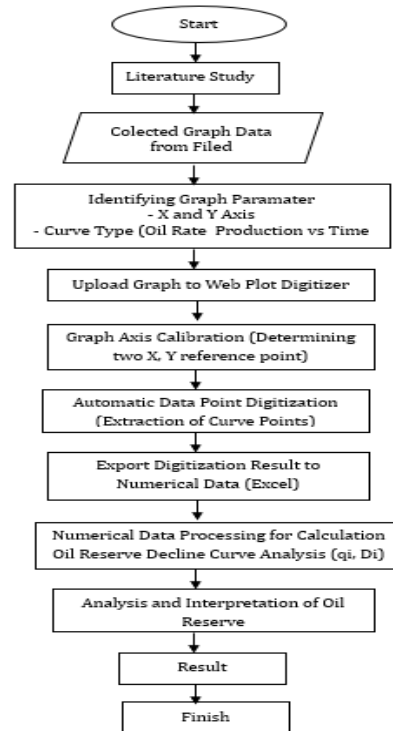 Start
Literature Study
Colected Graph Data
from Filed
Identifying Graph Paramater
- X and Y Axis
- Curve Type (Oil Rate Production vs Time
Upload Graph to Web Plot Digitizer
Graph Axis Calibration (Determining
two X, Y reference point)
Automatic Data Point Digitization
(Extraction of Curve Points)
Export Digitization Result to
Numerical Data (Excel)
Numerical Data Processing for Calculation
Oil Reserve Decline Curve Analysis (qi, Di)
Analysis and Interpretation of Oil
Reserve
Result
Finish